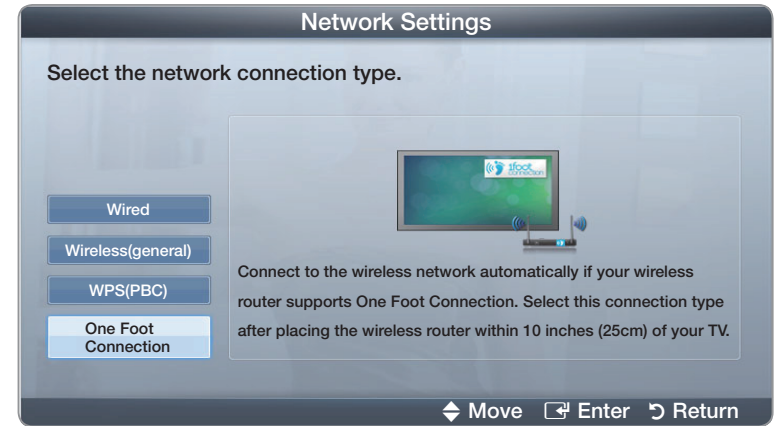 Network Settings
Select the network connection type.
1foot
connection
Wired
Wireless(general)
WPS(PBC)
One Foot
Connection
Connect to the wireless network automatically if your wireless
router supports One Foot Connection. Select this connection type
after placing the wireless router within 10 inches (25cm) of your TV.
Move Enter Return